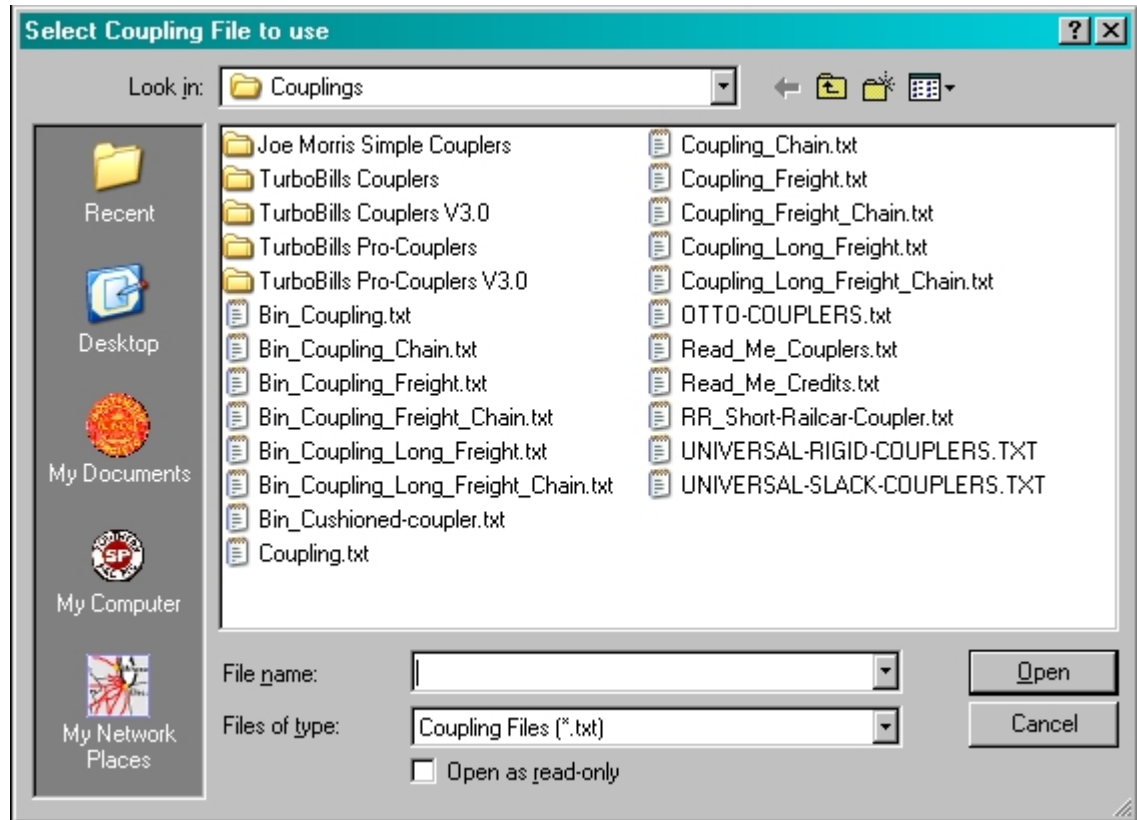 Select Coupling File to use
Look in:
Couplings
Recent
Desktop
My Documents
SP
My Computer
My Network
Places
Joe Morris Simple Couplers
TurboBills Couplers
TurboBills Couplers V3.0
TurboBills Pro-Couplers
TurboBills Pro-Couplers V3.0
Bin_Coupling.txt
Bin_Coupling_Chain.txt
Bin_Coupling_Freight.txt
Bin_Coupling_Freight_Chain.txt
Bin_Coupling_Long_Freight.txt
Bin_Coupling_Long_Freight_Chain.txt
Bin_Cushioned-coupler.txt
Coupling.txt
Coupling_Chain.txt
Coupling_Freight.txt
Coupling_Freight_Chain.txt
Coupling_Long_Freight.txt
Coupling_Long_Freight_Chain.txt
OTTO-COUPLERS.txt
Read_Me_Couplers.txt
Read_Me_Credits.txt
RR_Short-Railcar-Coupler.txt
UNIVERSAL-RIGID-COUPLERS.TXT
UNIVERSAL-SLACK-COUPLERS.TXT
File name:
Open
Files of type:
Coupling Files (*.txt)
Cancel
Open as read-only